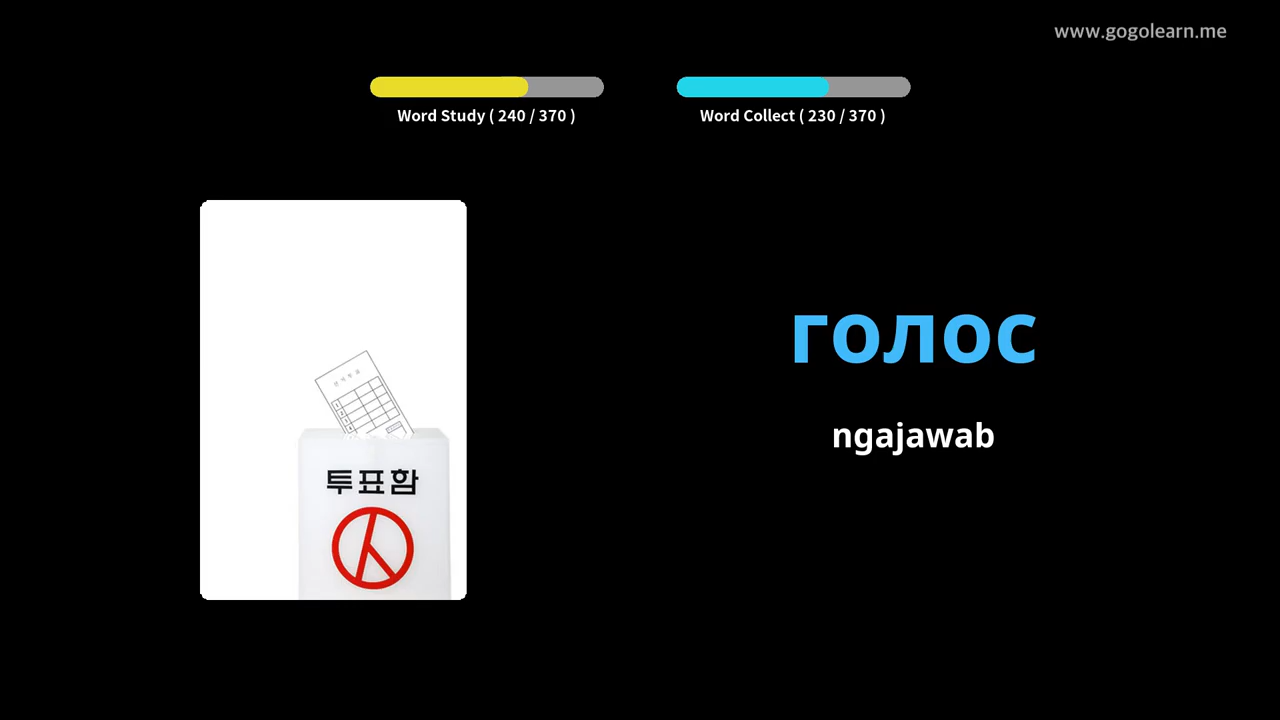 www.gogolearn.me
Word Study ( 240 / 370 )
Word Collect ( 230 / 370 )
голос
ngajawab
투표함